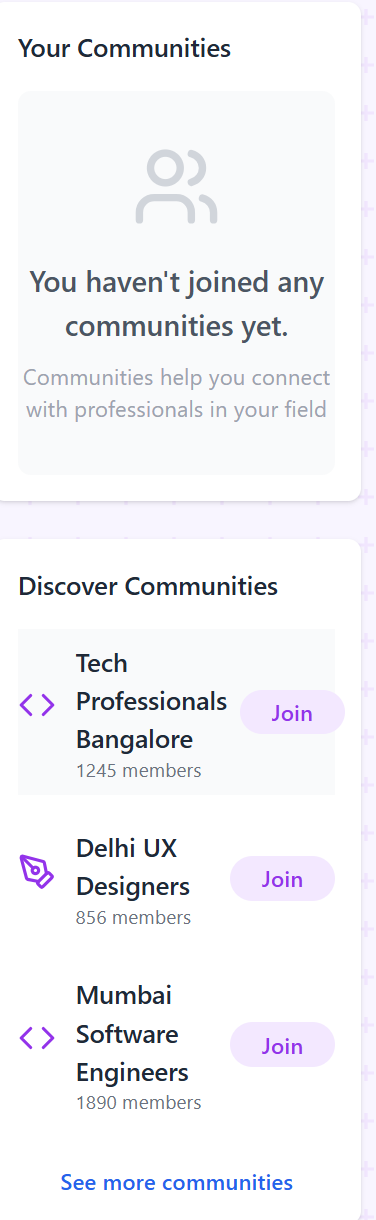 Your Communities
You haven't joined any
communities yet.
Communities help you connect
with professionals in your field
Discover Communities
Tech
Professionals
Bangalore
1245 members
Join
Delhi UX
Designers
856 members
Join
Mumbai
Software
Engineers
1890 members
Join
See more communities